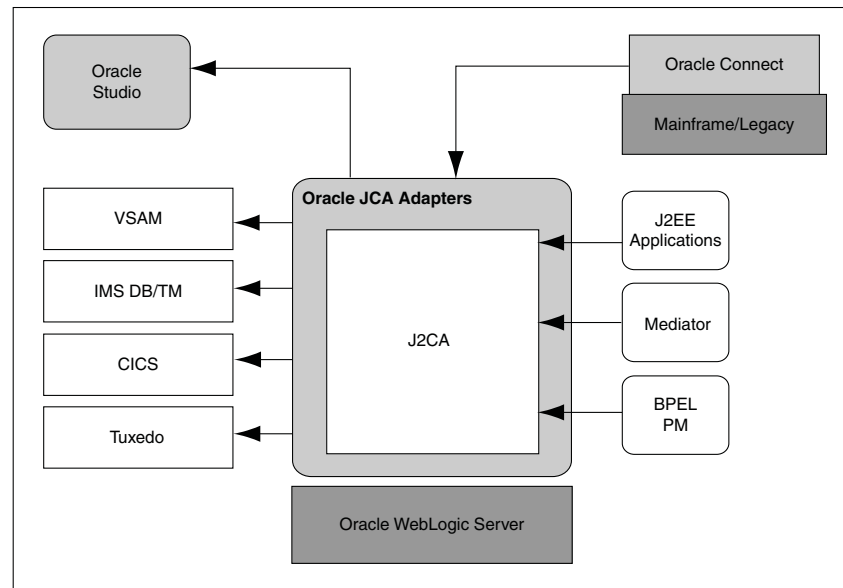 Oracle
Studio
Oracle Connect
Mainframe/Legacy
Oracle JCA Adapters
VSAM
IMS DB/TM
CICS
Tuxedo
J2CA
J2EE
Applications
Mediator
BPEL
PM
Oracle WebLogic Server